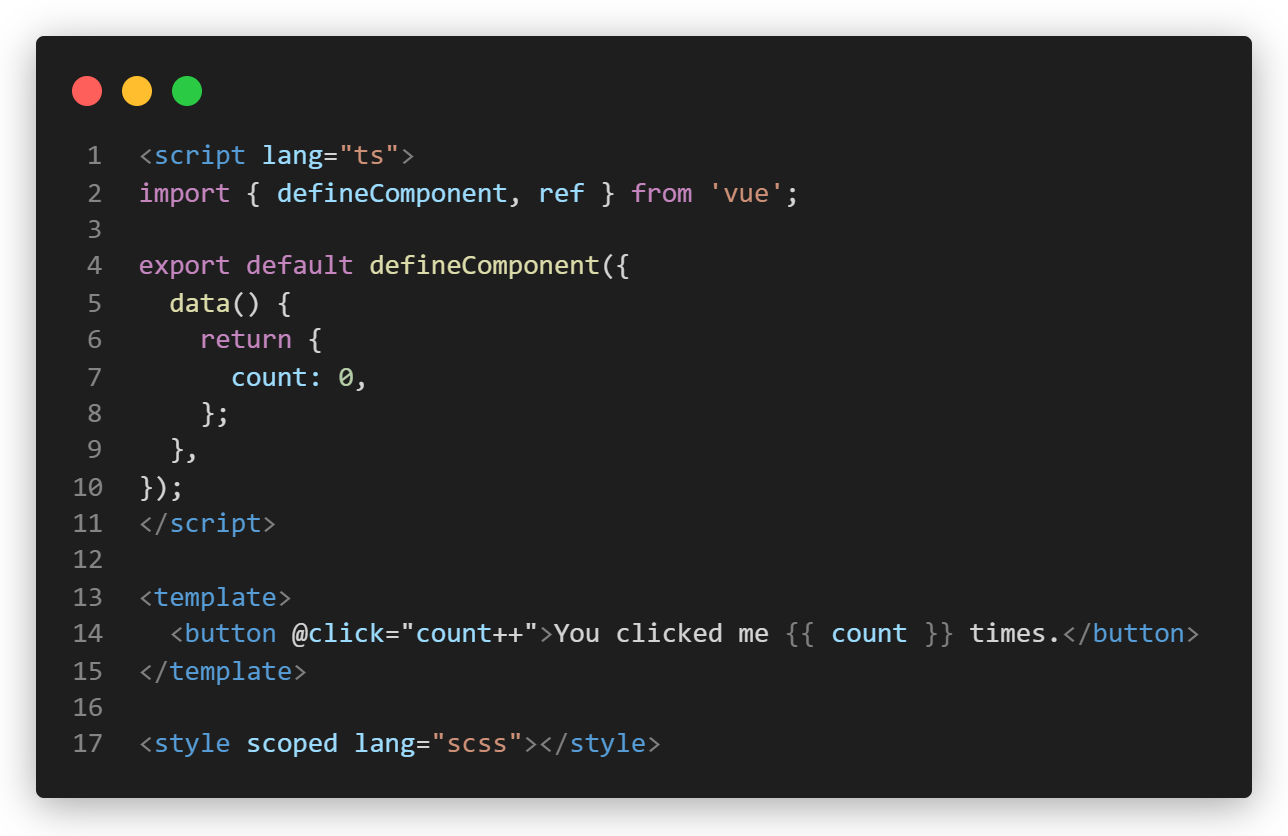 1 <script lang="ts">
2 import { defineComponent, ref } from 'vue';
3
4 export default defineComponent({
5   data() {
6     return {
7       count: 0,
8     };
9   },
10 });
11 </script>
12
13 <template>
14   <button @click="count++">You clicked me {{ count }} times.</button>
15 </template>
16
17 <style scoped lang="scss"></style>